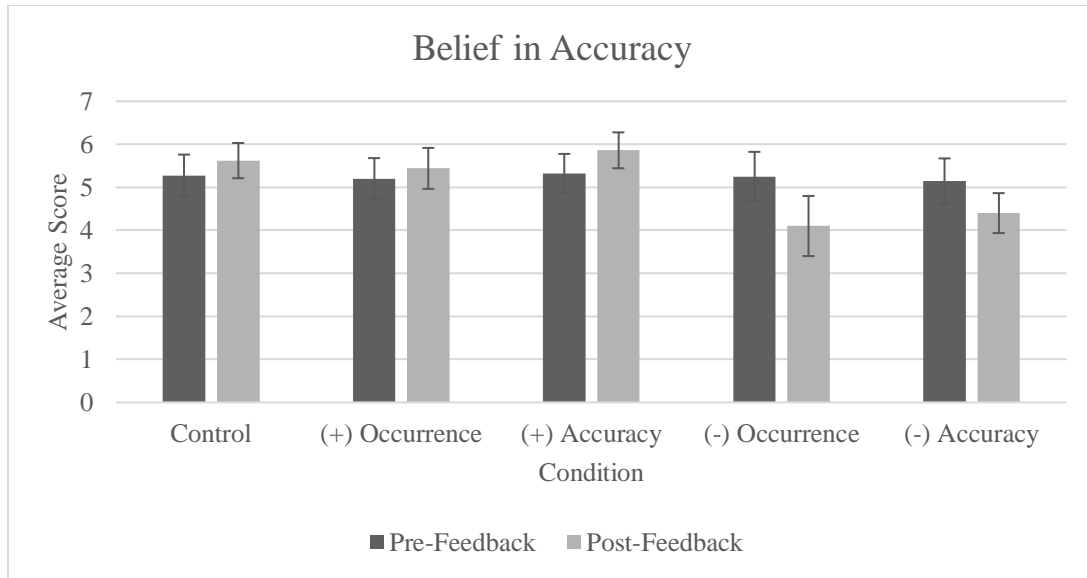 Belief in Accuracy
Average Score
7
6
5
4
3
2
1
0
Control
(+) Occurrence
(+) Accuracy
(-) Occurrence
(-) Accuracy
Condition
Pre-Feedback
Post-Feedback